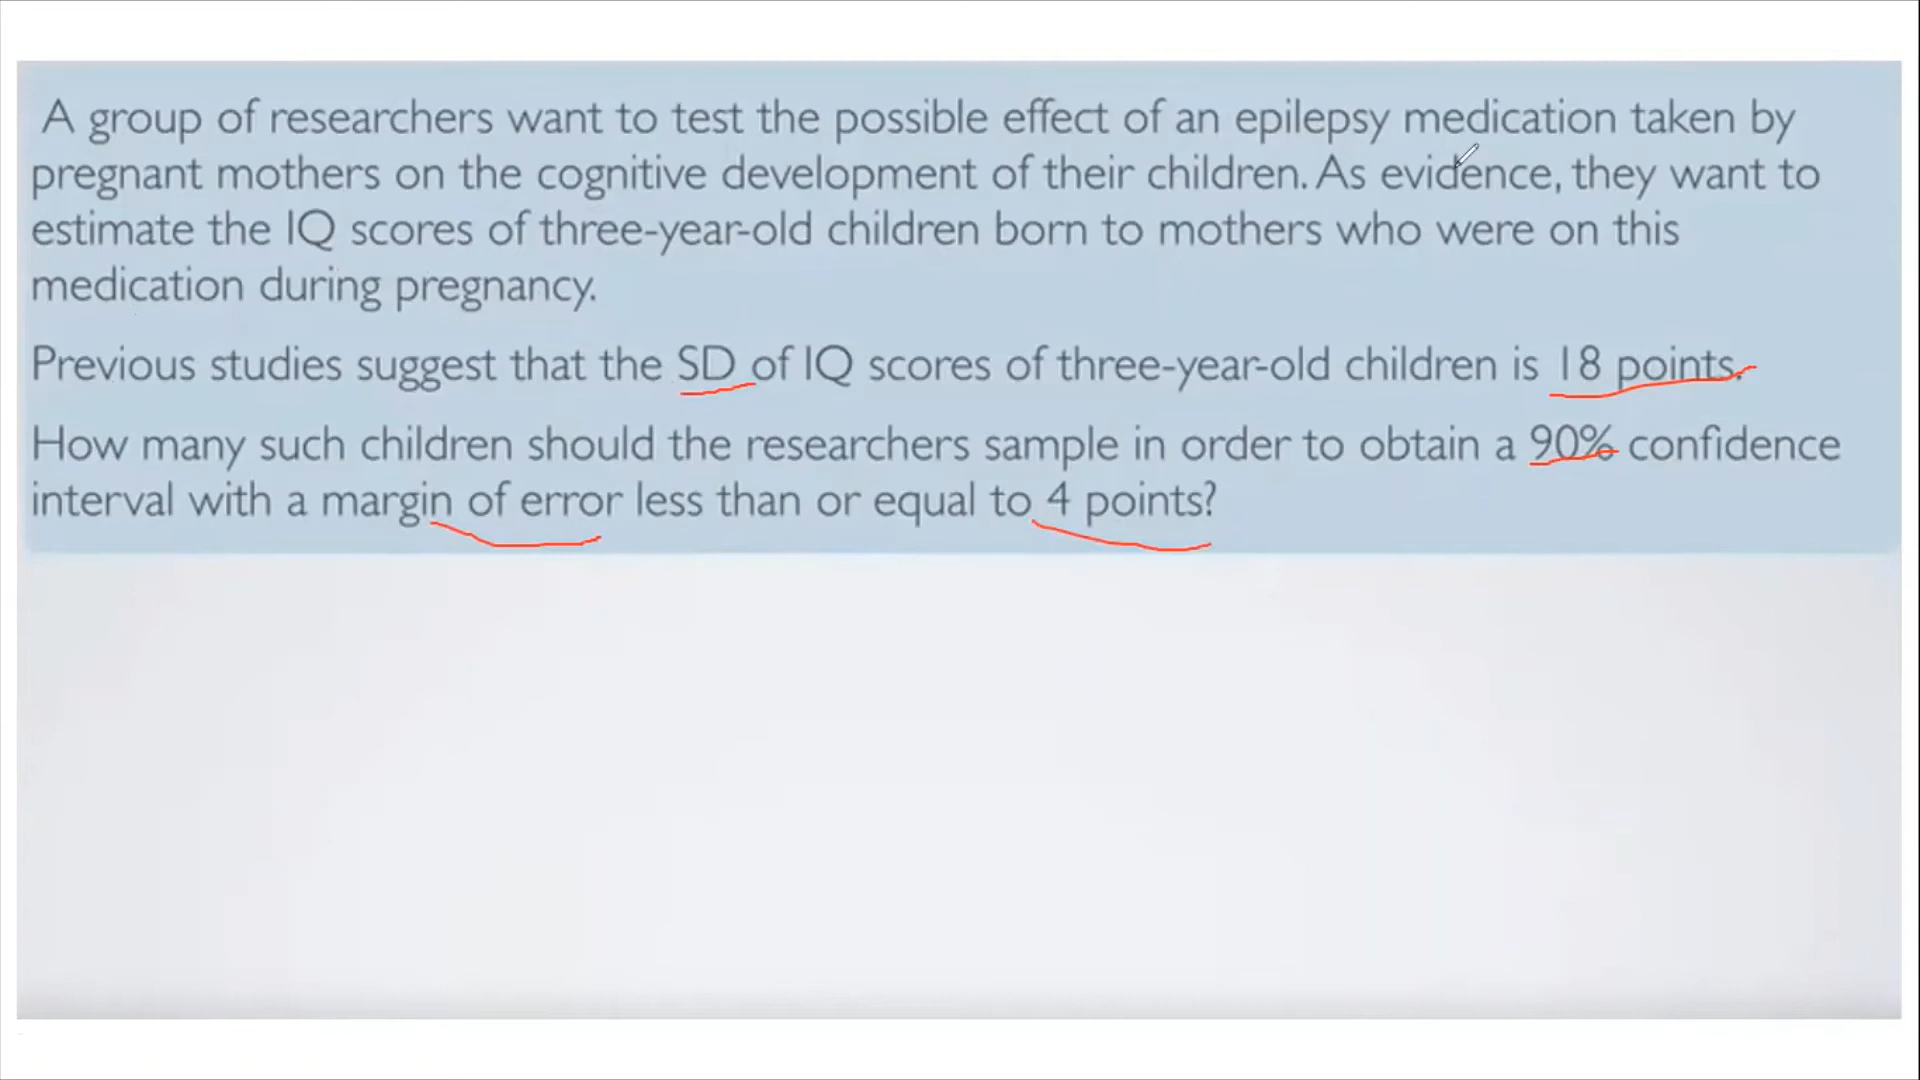 A group of researchers want to test the possible effect of an epilepsy medication taken by
pregnant mothers on the cognitive development of their children. As evidence, they want to
estimate the IQ scores of three-year-old children born to mothers who were on this
medication during pregnancy.
Previous studies suggest that the SD of IQ scores of three-year-old children is 18 points.
How many such children should the researchers sample in order to obtain a 90% confidence
interval with a margin of error less than or equal to 4 points?